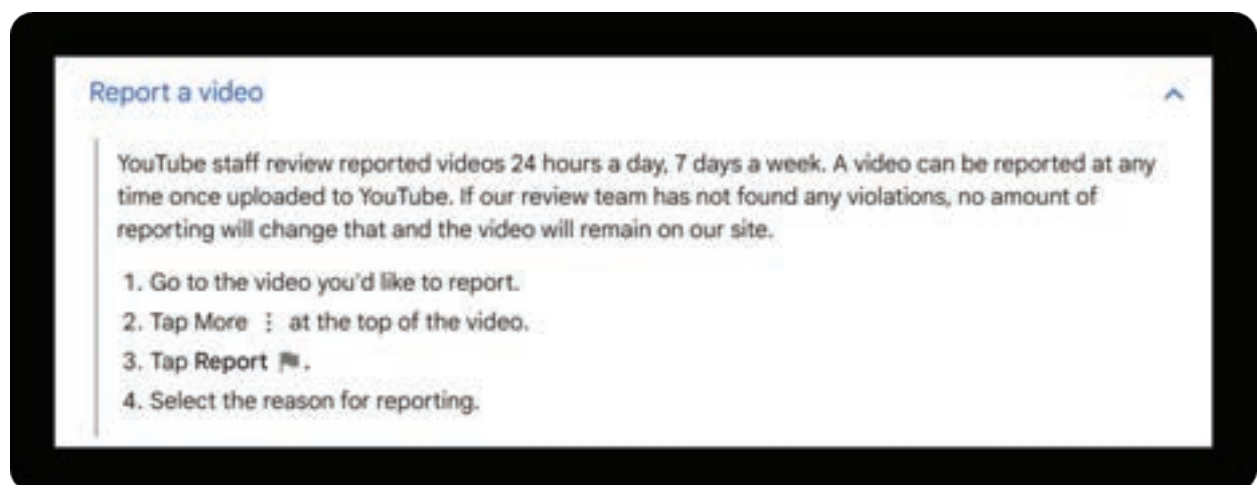 Report a video
YouTube staff review reported videos 24 hours a day, 7 days a week. A video can be reported at any
time once uploaded to YouTube. If our review team has not found any violations, no amount of
reporting will change that and the video will remain on our site.
1. Go to the video you'd like to report.
2. Tap More ⋮ at the top of the video.
3. Tap Report .
4. Select the reason for reporting.